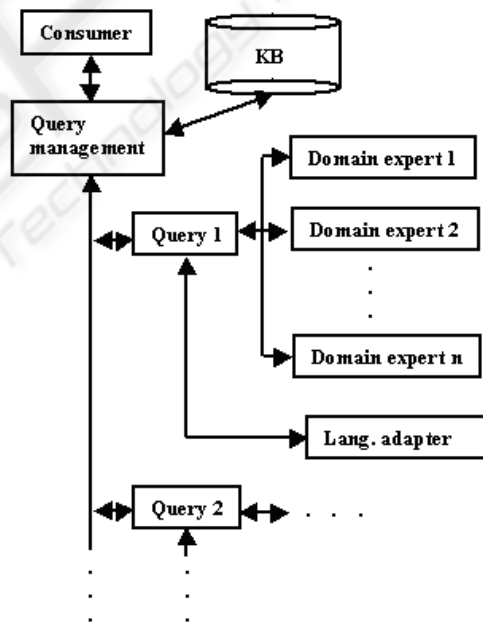 Consumer
KB
Query
management
Domain expert 1
Query 1
Domain expert 2
.
.
.
Domain expert n
Lang. adapter
Query 2
. . .
. .
. .
. .